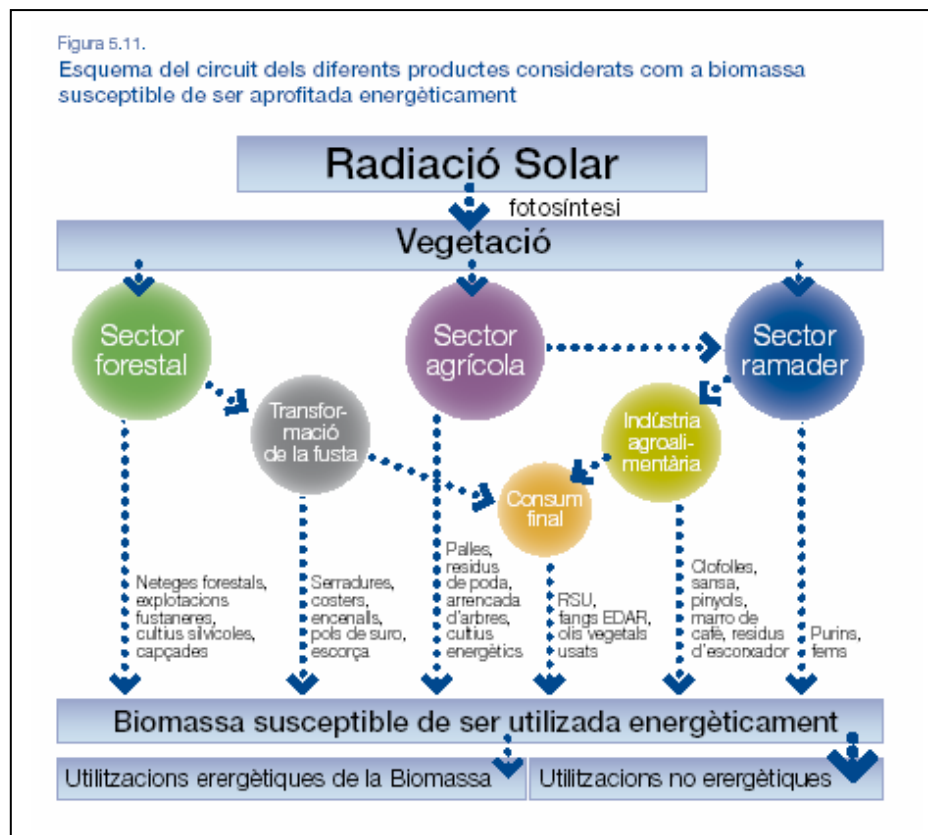 Figura 5.11.
Esquema del circuit dels diferents productes considerats com a biomassa
susceptible de ser aprofitada energèticament
Radiació Solar
fotosíntesi
Vegetació
Sector
forestal
Sector
agrícola
Sector
ramader
Transfor-
mació
de la fusta
Indústria
agroali-
mentària
Consum
final
Neteges forestals,
explotacions
fustaneres,
cultius silvícoles,
capçades
Serradures,
costers,
encenalls,
pols de suro,
escorça
Palles,
residus
de poda,
arrencada
d'arbres,
cultius
energètics
RSU,
fangs EDAR,
olis vegetals
usats
Clofolles,
sansa,
pinyols,
marro de
cafè, residus
d'escorxador
Purins,
fems
Biomassa susceptible de ser utilizada energèticament
Utilitzacions erergètiques de la Biomassa
Utilitzacions no erergètiques